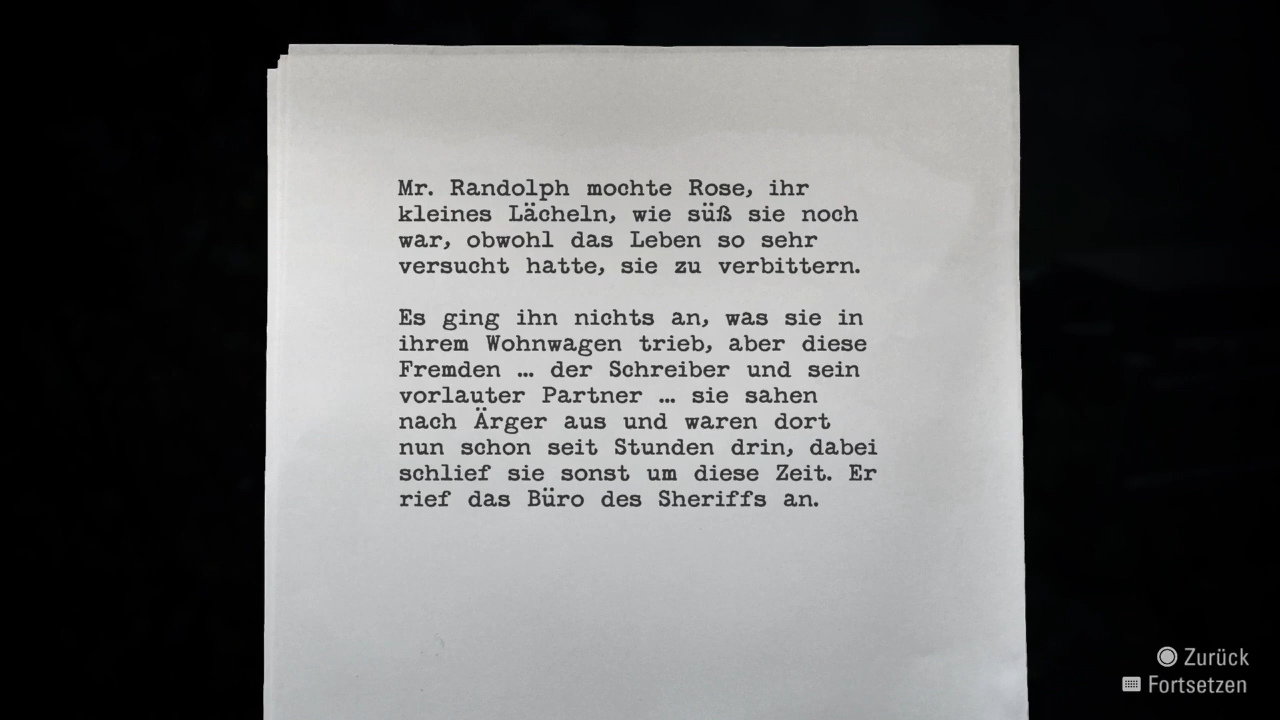 Mr. Randolph mochte Rose, ihr
kleines Lächeln, wie süß sie noch
war, obwohl das Leben so sehr
versucht hatte, sie zu verbittern.
Es ging ihn nichts an, was sie in
ihrem Wohnwagen trieb, aber diese
Fremden … der Schreiber und sein
vorlauter Partner … sie sahen
nach Ärger aus und waren dort
nun schon seit Stunden drin, dabei
schlief sie sonst um diese Zeit. Er
rief das Büro des Sheriffs an.
Zurück
Fortsetzen